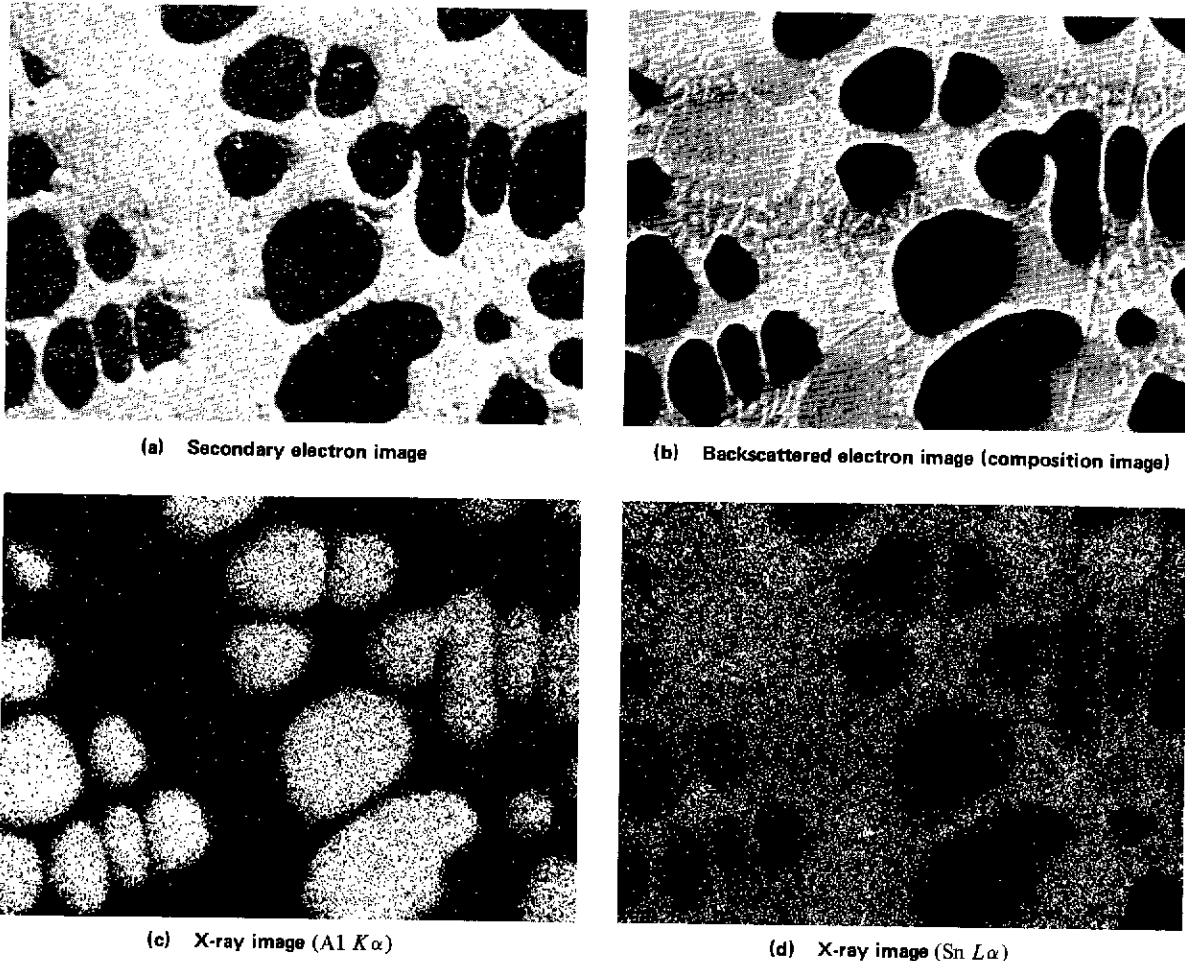 (a) Secondary electron image
(b) Backscattered electron image (composition image)
(c) X-ray image (Al Kα)
(d) X-ray image (Sn Lα)